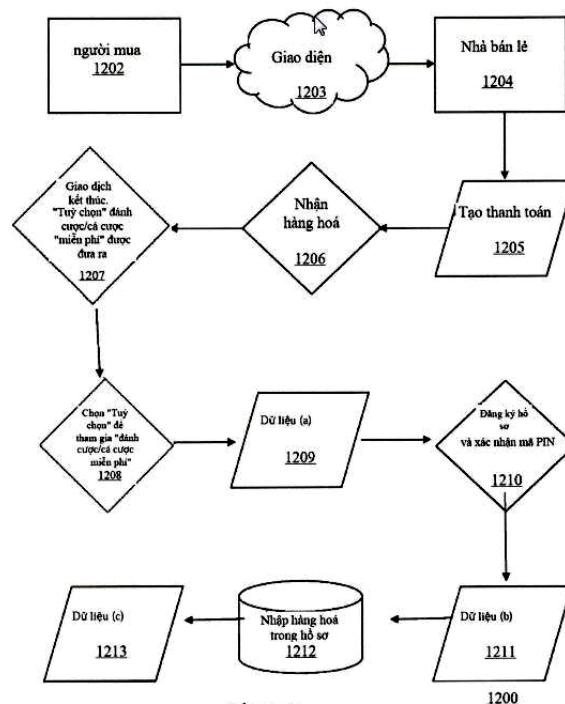 người mua
1202
Giao diện
1203
Nhà bán lẻ
1204
Tạo thanh toán
1205
Nhận
hàng hoá
1206
Giao dịch
kết thúc.
"Tuỳ chọn" đánh
cược/cá cược
"miễn phí" được
đưa ra
1207
Chọn "Tuỳ
chọn" để
tham gia "đánh
cược/cá cược
miễn phí"
1208
Dữ liệu (a)
1209
Đăng ký hồ
sơ
và xác nhận mã PIN
1210
Dữ liệu (b)
1211
Nhập hàng hoá
trong hồ sơ
1212
Dữ liệu (c)
1213
1200